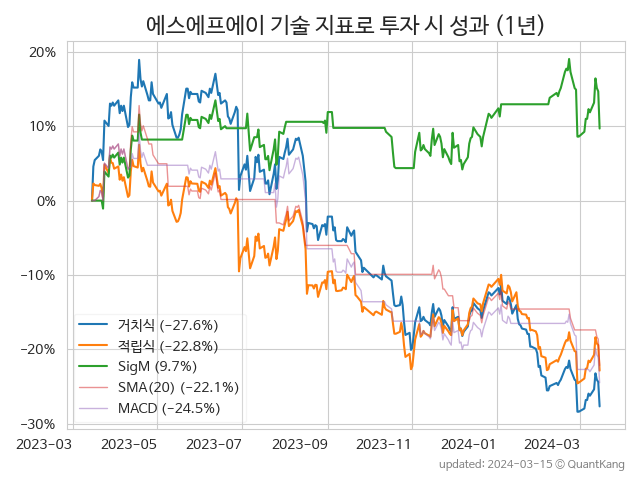 에스에프에이 기술 지표로 투자 시 성과 (1년)
20%
10%
0%
−10%
−20%
−30%
거치식 (−27.6%)
적립식 (−22.8%)
SigM (9.7%)
SMA(20) (−22.1%)
MACD (−24.5%)
2023-03 2023-05 2023-07 2023-09 2023-11 2024-01 2024-03
updated: 2024-03-15 © QuantKang